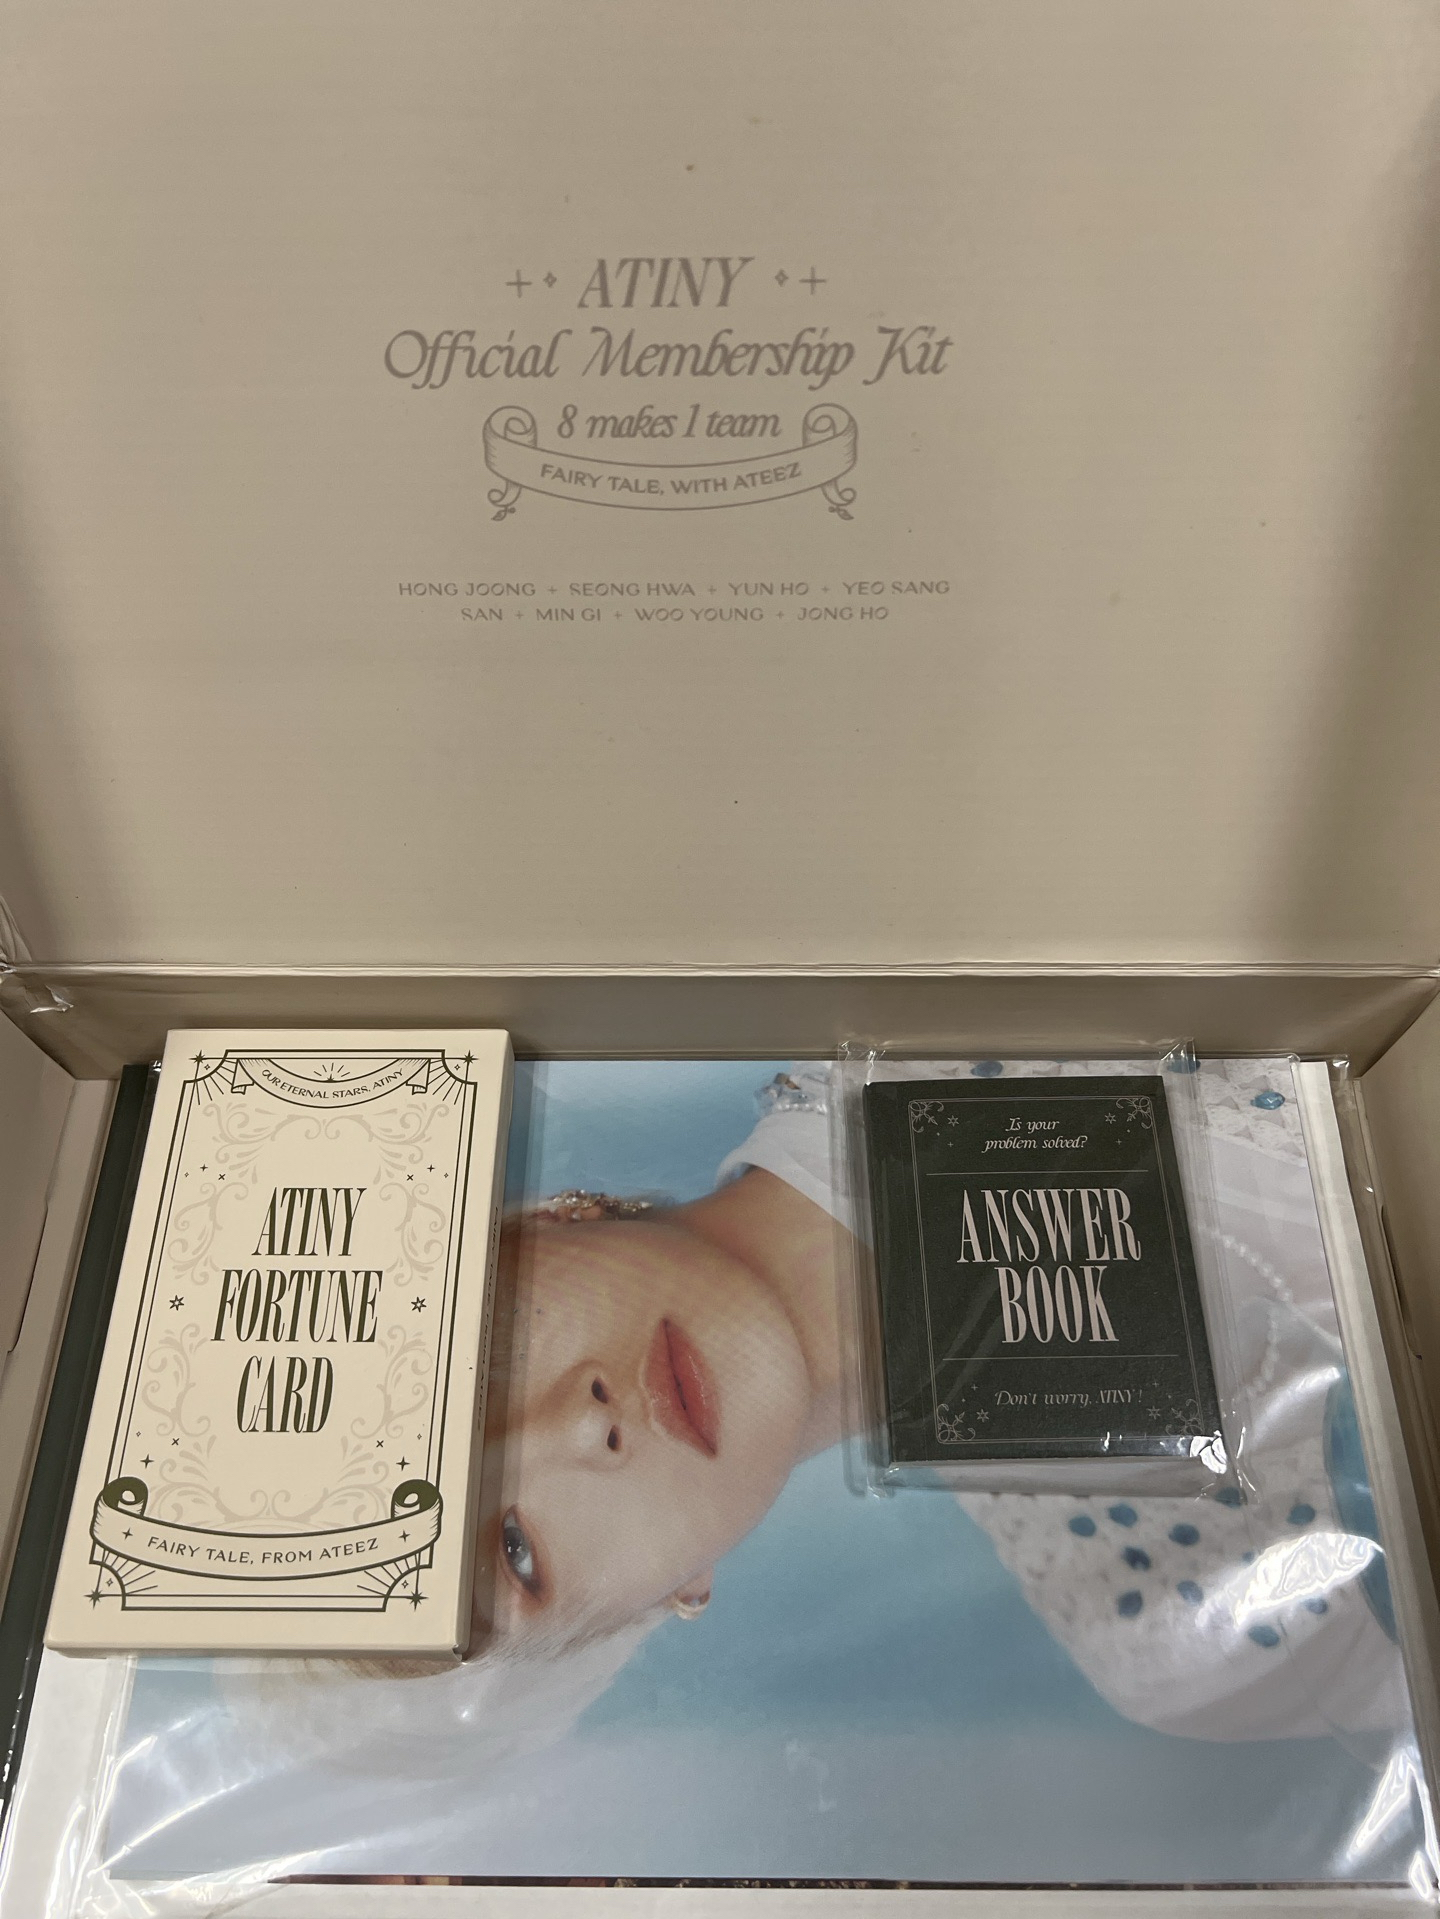 ATINY
Official Membership Kit
8 makes 1 team
FAIRY TALE, WITH ATEEZ
HONG JOONG + SEONG HWA + YUN HO + YEO SANG
SAN + MIN GI + WOO YOUNG + JONG HO
OUR ETERNAL STARS, ATINY
ATINY
FORTUNE
CARD
FAIRY TALE, FROM ATEEZ
Is your
problem solved?
ANSWER
BOOK
Don't worry, ATINY!